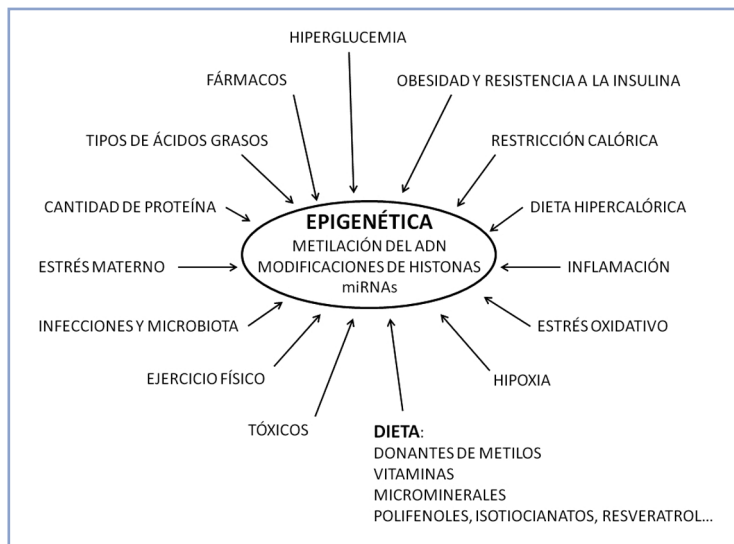 HIPERGLUCEMIA
FÁRMACOS
OBESIDAD Y RESISTENCIA A LA INSULINA
TIPOS DE ÁCIDOS GRASOS
RESTRICCIÓN CALÓRICA
CANTIDAD DE PROTEÍNA
DIETA HIPERCALÓRICA
EPIGENÉTICA
METILACIÓN DEL ADN
MODIFICACIONES DE HISTONAS
miRNAs
ESTRÉS MATERNO
INFLAMACIÓN
INFECCIONES Y MICROBIOTA
ESTRÉS OXIDATIVO
EJERCICIO FÍSICO
HIPOXIA
TÓXICOS
DIETA:
DONANTES DE METILOS
VITAMINAS
MICROMINERALES
POLIFENOLES, ISOTIOCIANATOS, RESVERATROL...